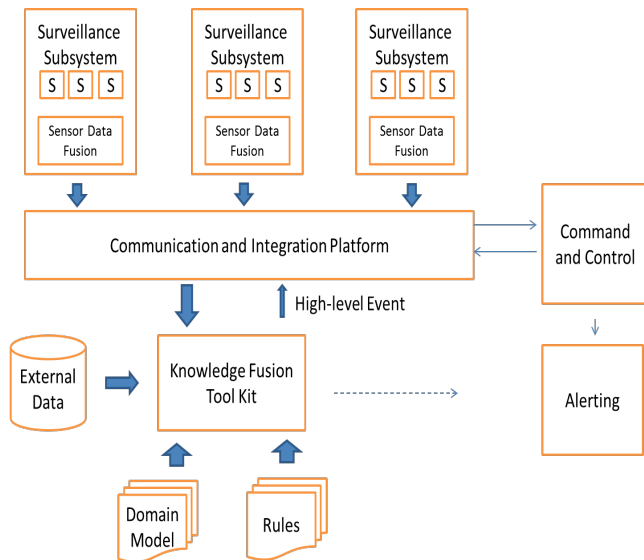 Surveillance
Subsystem
S S S
Sensor Data
Fusion
Surveillance
Subsystem
S S S
Sensor Data
Fusion
Surveillance
Subsystem
S S S
Sensor Data
Fusion
Communication and Integration Platform
Command
and Control
High-level Event
External
Data
Knowledge Fusion
Tool Kit
Alerting
Domain
Model
Rules